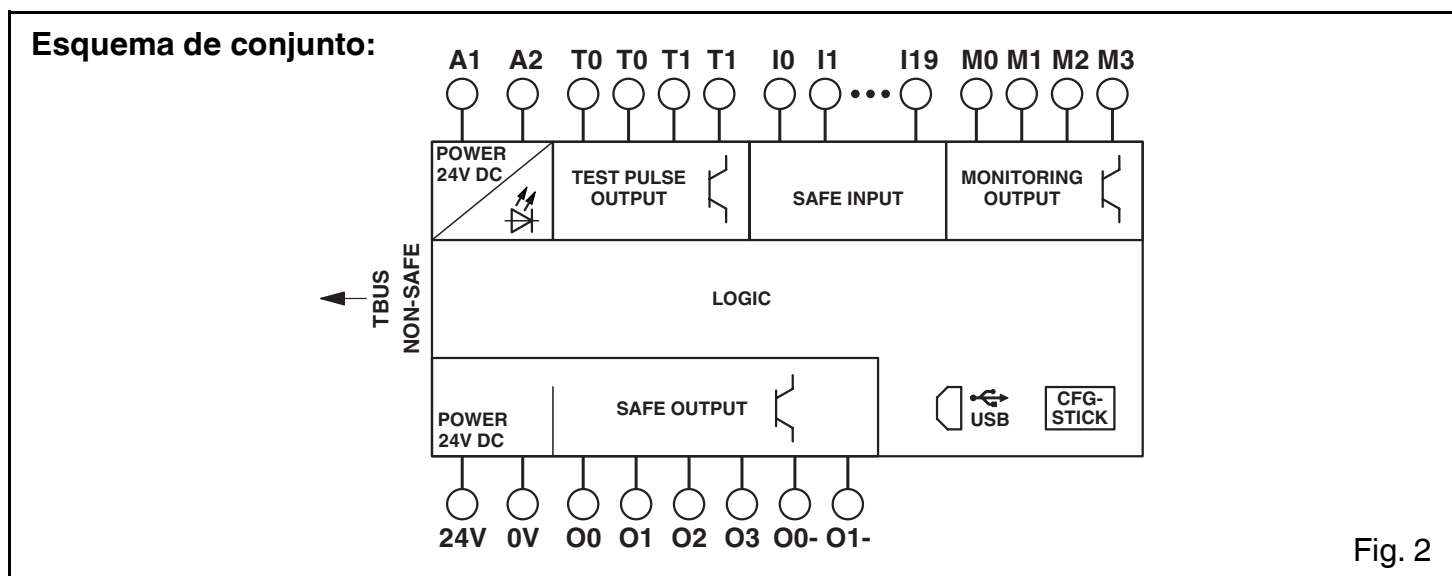 Esquema de conjunto:
A1 A2 T0 T0 T1 T1 I0 I1 I19 M0 M1 M2 M3
POWER
24V DC
TEST PULSE
OUTPUT
SAFE INPUT
MONITORING
OUTPUT
TBUS
NON-SAFE
LOGIC
POWER
24V DC
SAFE OUTPUT
USB
CFG-
STICK
24V 0V O0 O1 O2 O3 O0- O1-
Fig. 2